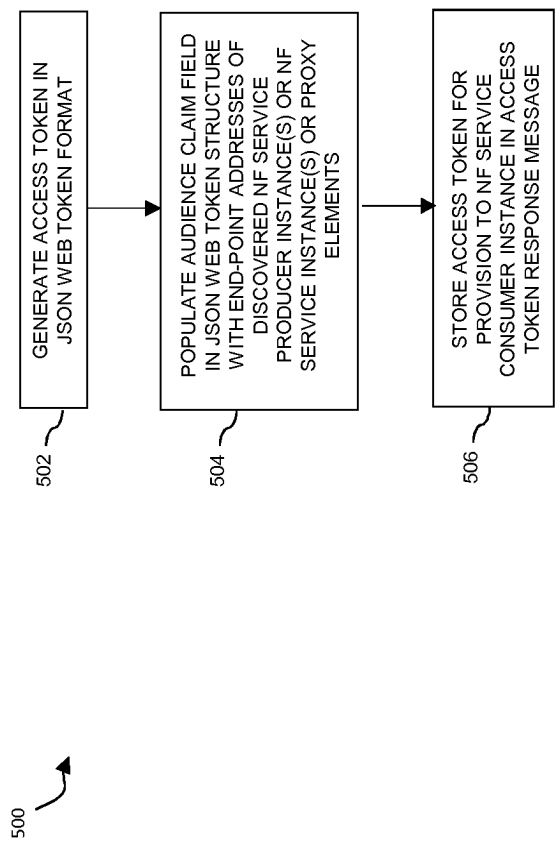 500
502
GENERATE ACCESS TOKEN IN
JSON WEB TOKEN FORMAT
504
POPULATE AUDIENCE CLAIM FIELD
IN JSON WEB TOKEN STRUCTURE
WITH END-POINT ADDRESSES OF
DISCOVERED NF SERVICE
PRODUCER INSTANCE(S) OR NF
SERVICE INSTANCE(S) OR PROXY
ELEMENTS
506
STORE ACCESS TOKEN FOR
PROVISION TO NF SERVICE
CONSUMER INSTANCE IN ACCESS
TOKEN RESPONSE MESSAGE